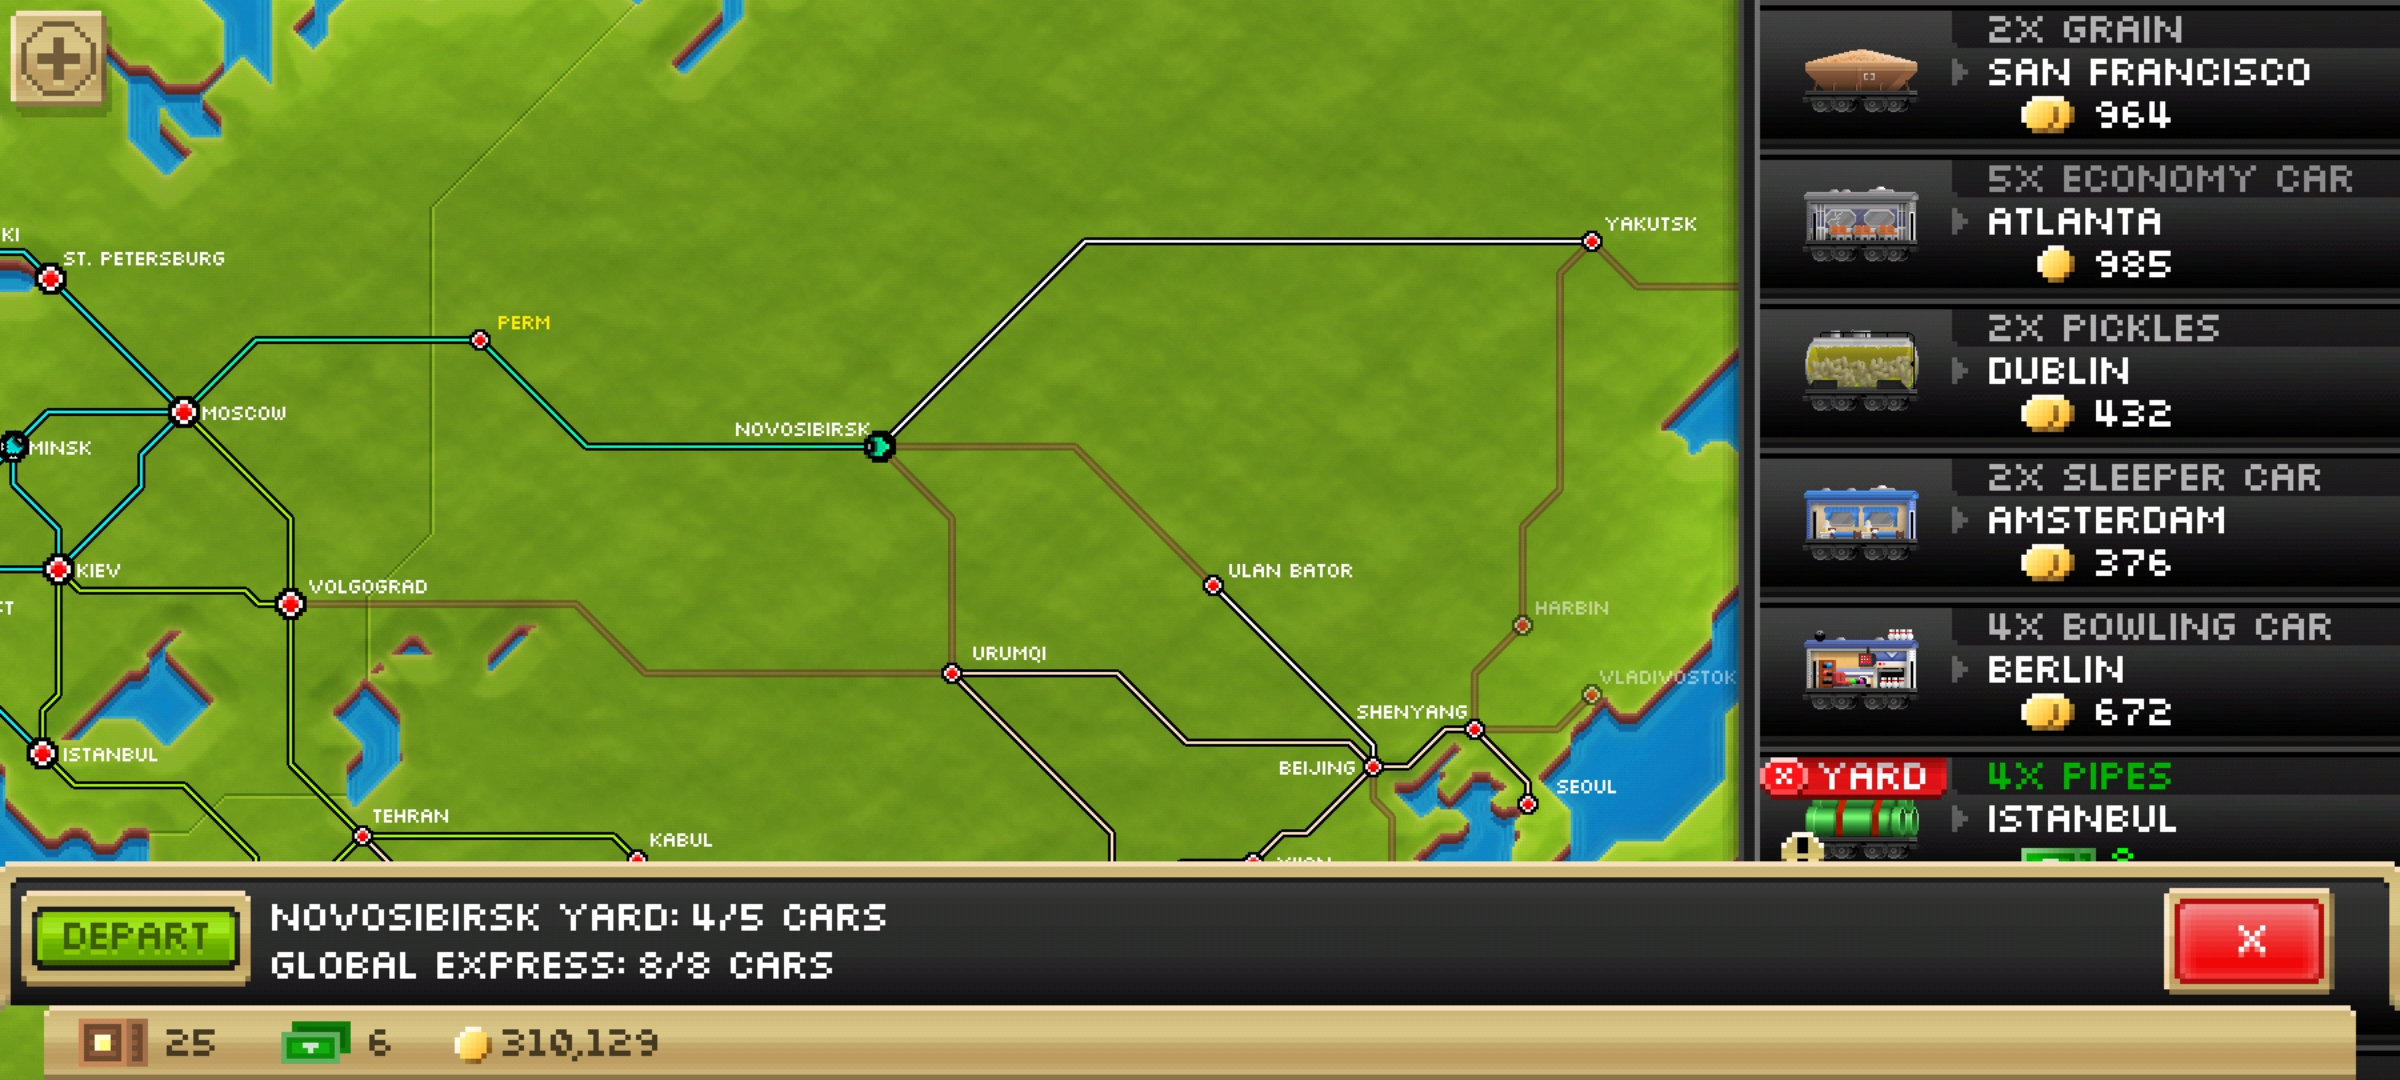 2X GRAIN
SAN FRANCISCO
964
5X ECONOMY CAR
ATLANTA
985
2X PICKLES
DUBLIN
432
2X SLEEPER CAR
AMSTERDAM
376
4X BOWLING CAR
BERLIN
672
YARD
4X PIPES
ISTANBUL
YAKUTSK
KI
ST. PETERSBURG
PERM
MOSCOW
NOVOSIBIRSK
MINSK
KIEV
ULAN BATOR
VOLGOGRAD
HARBIN
URUMQI
VLADIVOSTOK
SHENYANG
BEIJING
ISTANBUL
SEOUL
TEHRAN
KABUL
DEPART
NOVOSIBIRSK YARD: 4/5 CARS
GLOBAL EXPRESS: 8/8 CARS
X
25
6
310,129